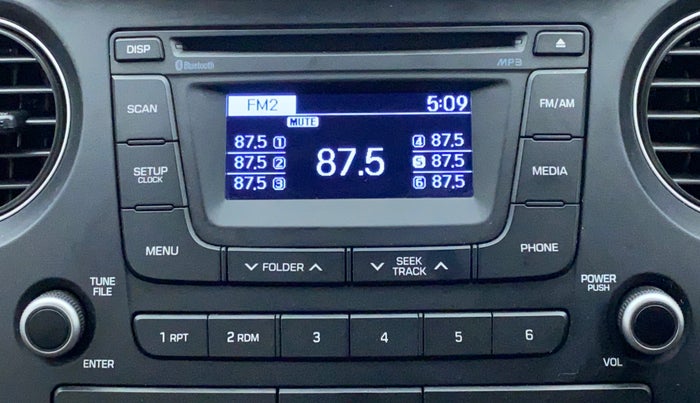 DISP
Bluetooth
MP3
SCAN
FM2
5:09
FM/AM
MUTE
87.5 1
4 87.5
87.5 2
87.5
5 87.5
87.5 3
6 87.5
SETUP
CLOCK
MEDIA
MENU
FOLDER
SEEK
TRACK
PHONE
TUNE
FILE
POWER
PUSH
1 RPT
2 RDM
3
4
5
6
ENTER
VOL